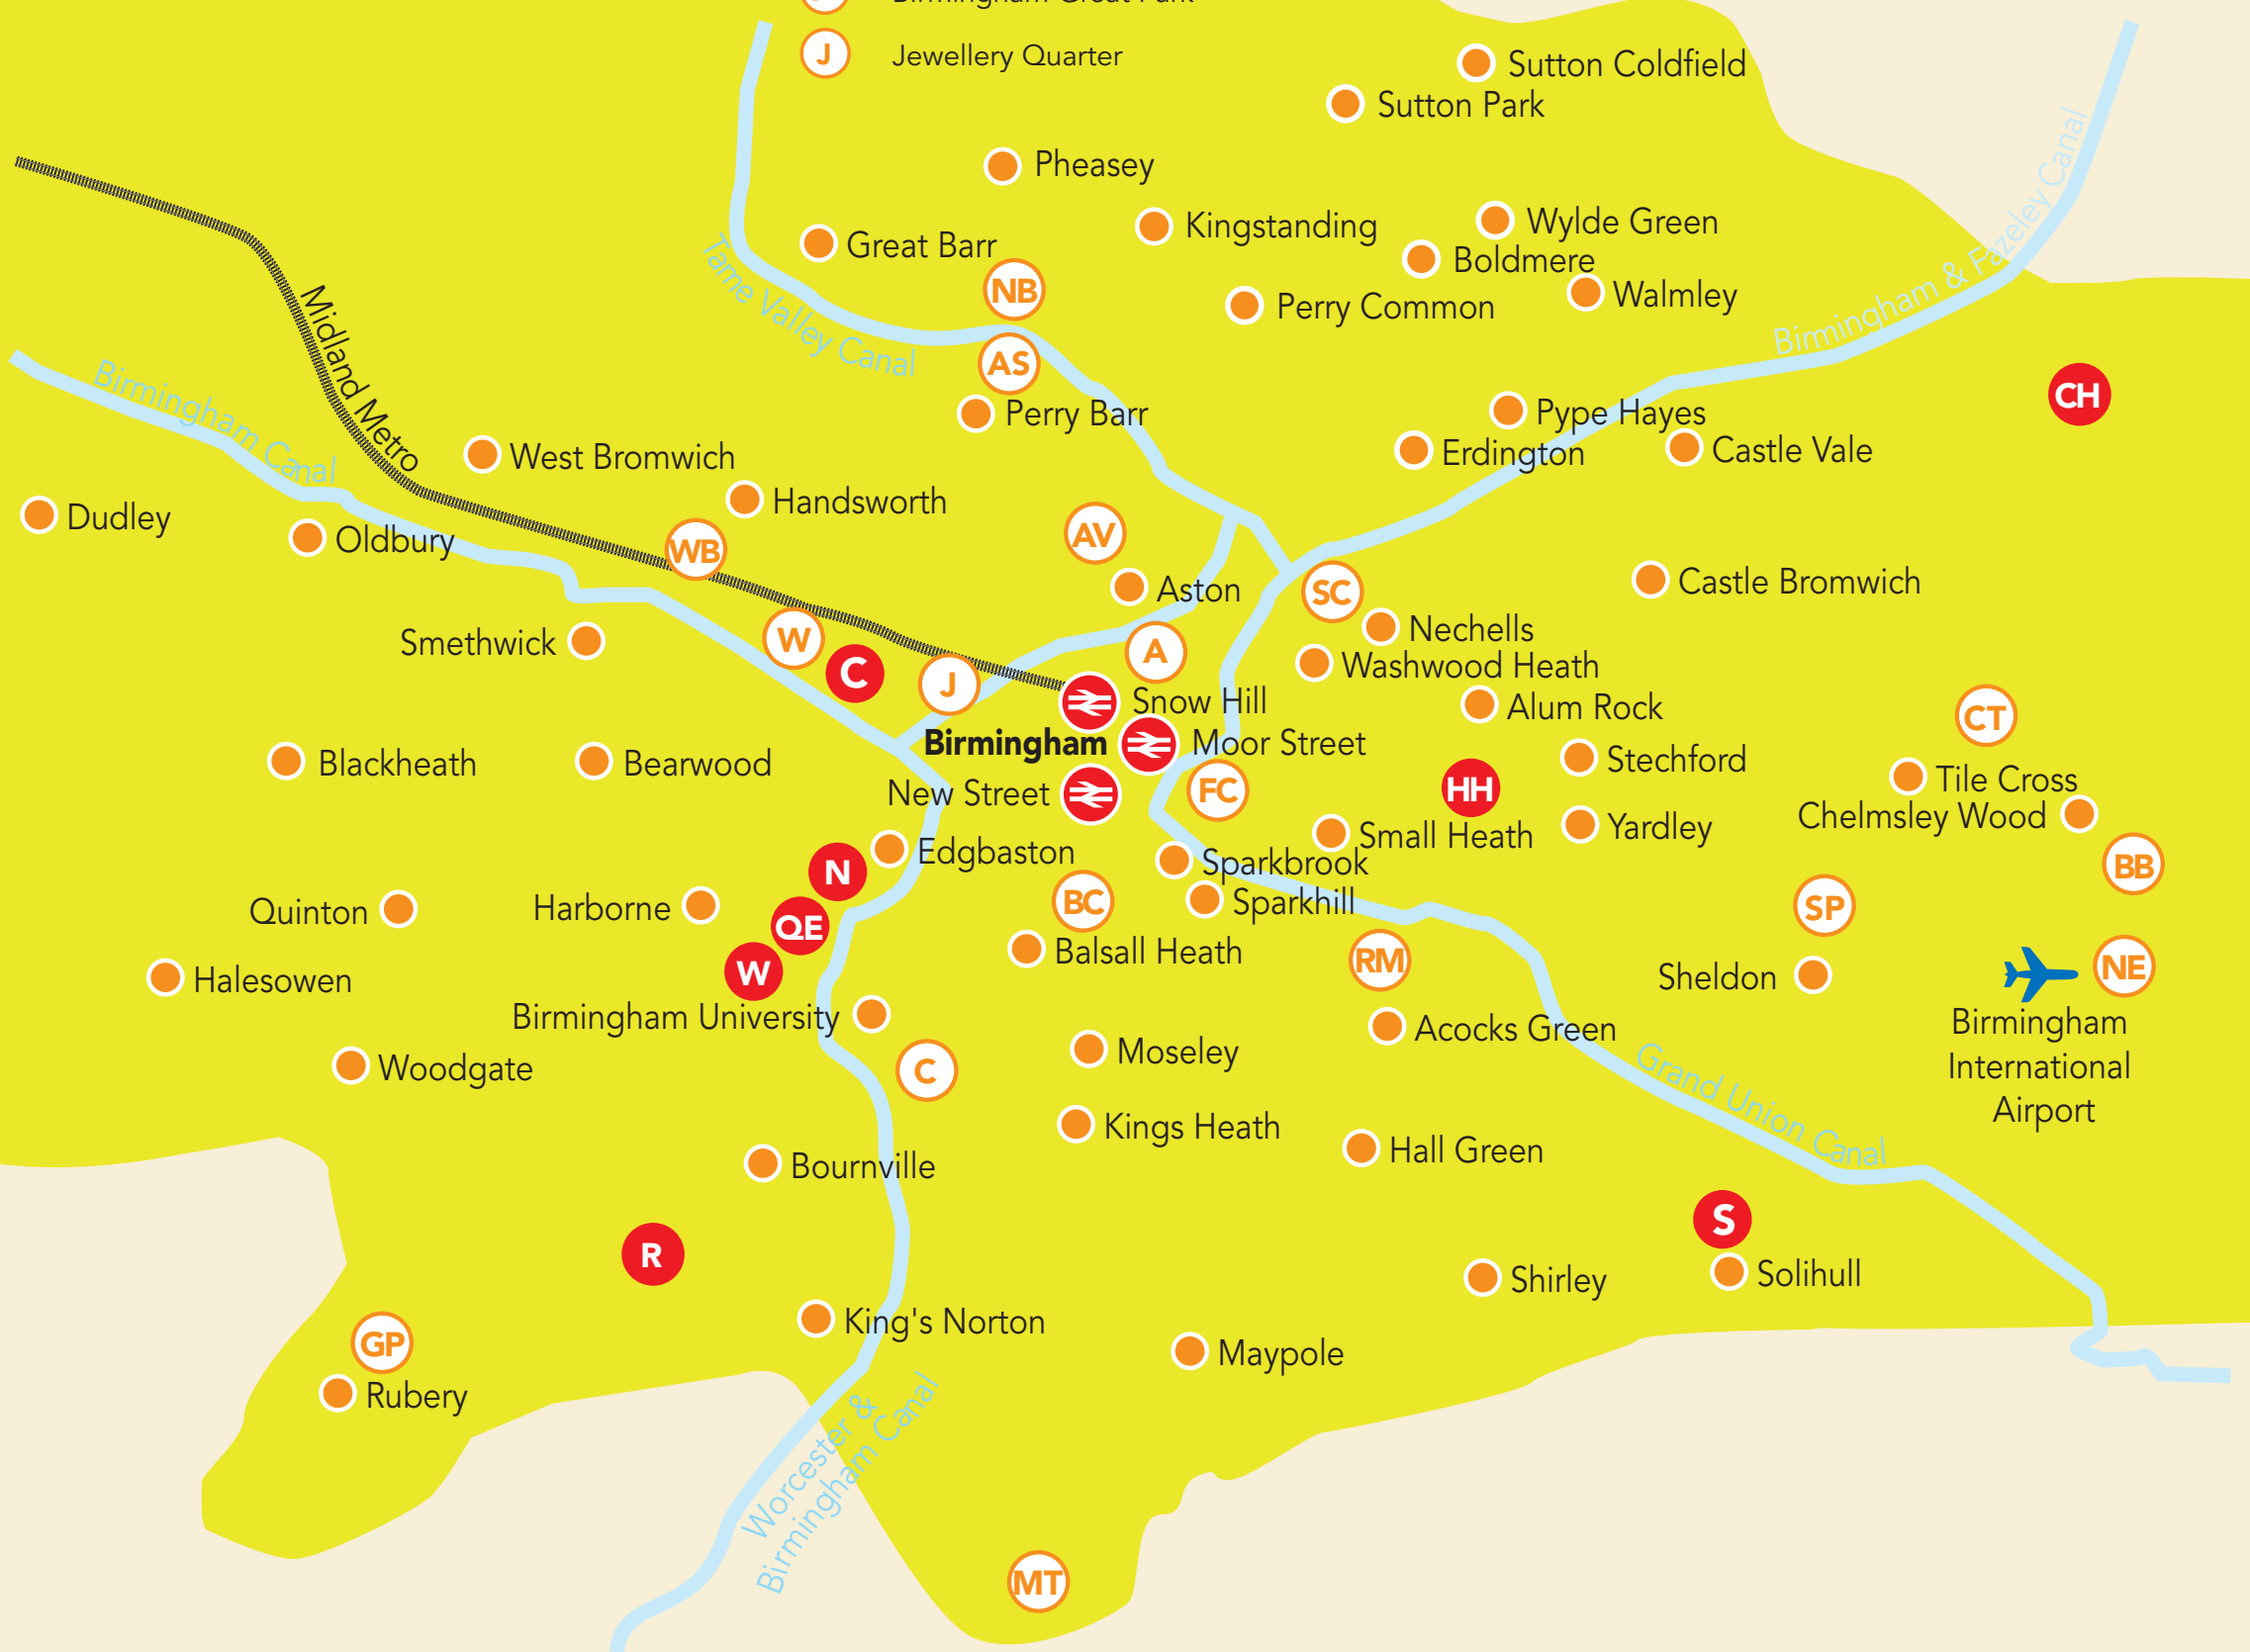 Jewellery Quarter
J
Sutton Coldfield
Sutton Park
Pheasey
Kingstanding
Wylde Green
Great Barr
Boldmere
NB
Walmley
Perry Common
Tame Valley Canal
Birmingham & Fazeley Canal
Midland Metro
Birmingham Canal
AS
CH
Perry Barr
Pype Hayes
Erdington
Castle Vale
West Bromwich
Handsworth
Dudley
Oldbury
WB
AV
Aston
SC
Castle Bromwich
Smethwick
W
C
J
A
Nechells
Washwood Heath
Snow Hill
Alum Rock
CT
Birmingham
Moor Street
Blackheath
Bearwood
Stechford
Tile Cross
New Street
FC
HH
Chelmsley Wood
Small Heath
Yardley
Edgbaston
Sparkbrook
BB
N
Quinton
Harborne
QE
BC
Sparkhill
SP
Halesowen
W
Balsall Heath
RM
Sheldon
NE
Birmingham University
Acocks Green
Birmingham
International
Airport
Woodgate
C
Moseley
Grand Union Canal
Kings Heath
Hall Green
Bournville
R
S
Shirley
Solihull
GP
King's Norton
Maypole
Rubery
Worcester &
Birmingham Canal
MT